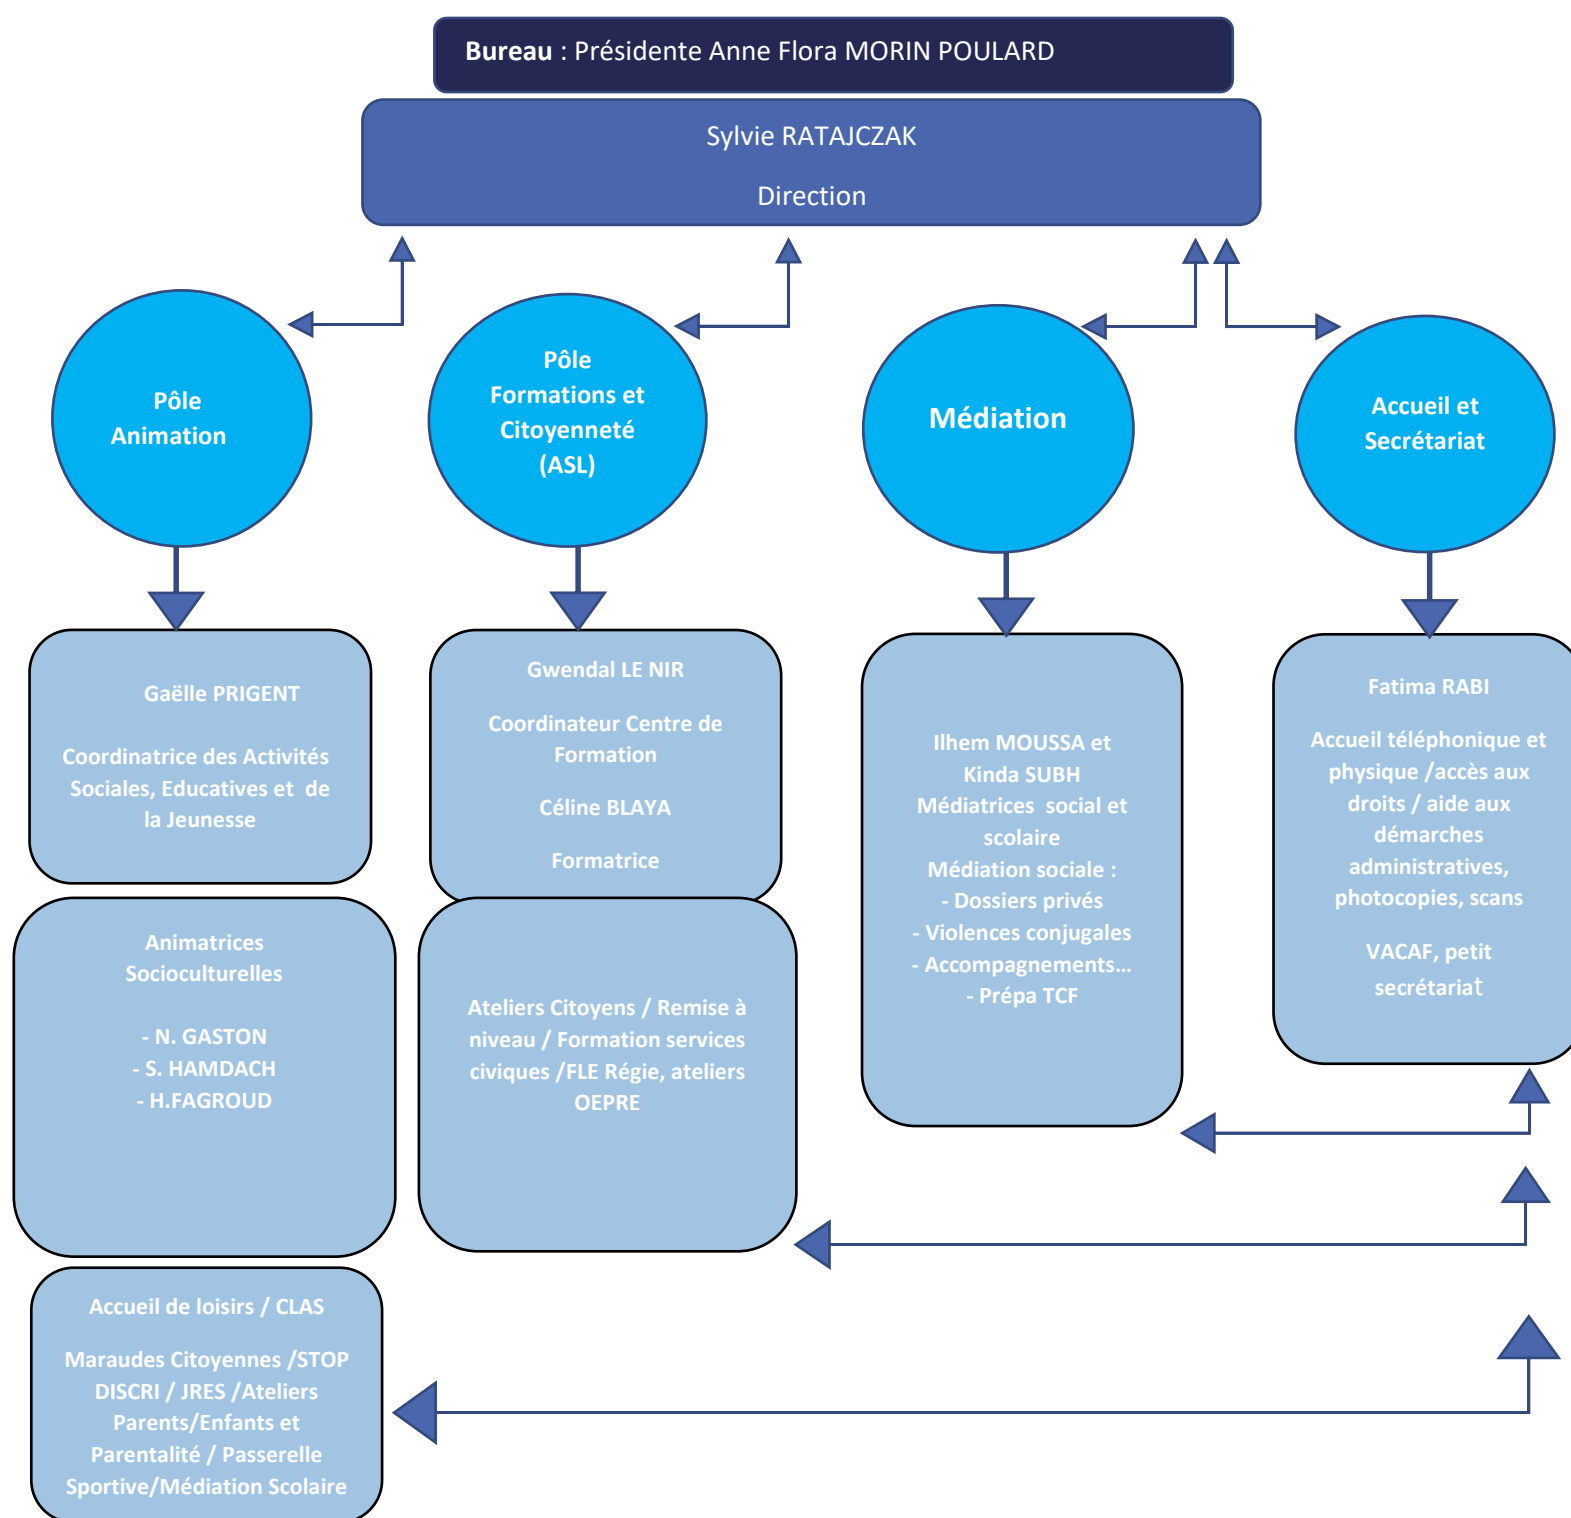 Bureau : Présidente Anne Flora MORIN POULARD
Sylvie RATAJCZAK
Direction
Pôle
Animation
Pôle
Formations et
Citoyenneté
(ASL)
Médiation
Accueil et
Secrétariat
Gaëlle PRIGENT
Coordinatrice des Activités
Sociales, Educatives et  de
la Jeunesse
Gwendal LE NIR
Coordinateur Centre de
Formation
Céline BLAYA
Formatrice
Ilhem MOUSSA et
Kinda SUBH
Médiatrices  social et
scolaire
Médiation sociale :
- Dossiers privés
- Violences conjugales
- Accompagnements…
- Prépa TCF
Fatima RABI
Accueil téléphonique et
physique /accès aux
droits / aide aux
démarches
administratives,
photocopies, scans
VACAF, petit
secrétariat
Animatrices
Socioculturelles
- N. GASTON
- S. HAMDACH
- H.FAGROUD
Ateliers Citoyens / Remise à
niveau / Formation services
civiques /FLE Régie, ateliers
OEPRE
Accueil de loisirs / CLAS
Maraudes Citoyennes /STOP
DISCRI / JRES /Ateliers
Parents/Enfants et
Parentalité / Passerelle
Sportive/Médiation Scolaire